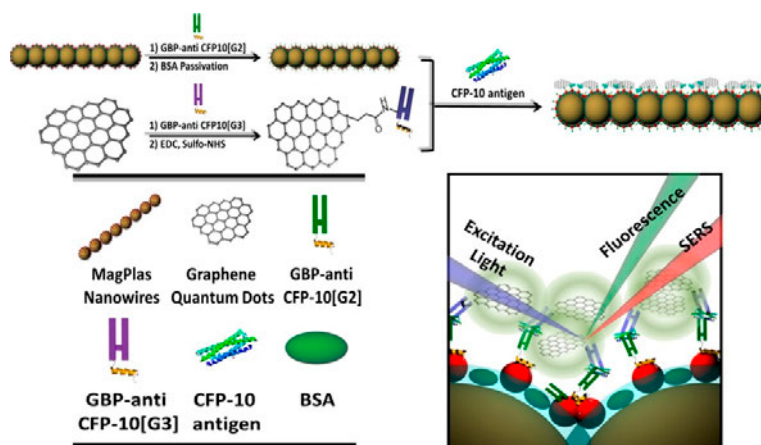 1) GBP-anti CFP10[G2]
2) BSA Passivation
CFP-10 antigen
1) GBP-anti CFP10[G3]
2) EDC, Sulfo-NHS
MagPlas
Nanowires
Graphene
Quantum Dots
GBP-anti
CFP-10[G2]
GBP-anti
CFP-10[G3]
CFP-10
antigen
BSA
Excitation
Light
Fluorescence
SERS